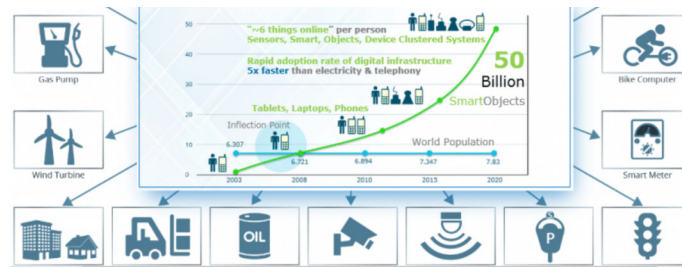 50
"~6 things online" per person
Sensors, Smart, Objects, Device Clustered Systems
40
Rapid adoption rate of digital infrastructure
5x faster than electricity & telephony
50
Billion
SmartObjects
30
Tablets, Laptops, Phones
20
Inflection Point
World Population
10
6.307
6.721
6.894
7.347
7.83
0
2003
2008
2010
2015
2020
Gas Pump
Bike Computer
Wind Turbine
Smart Meter
OIL
P